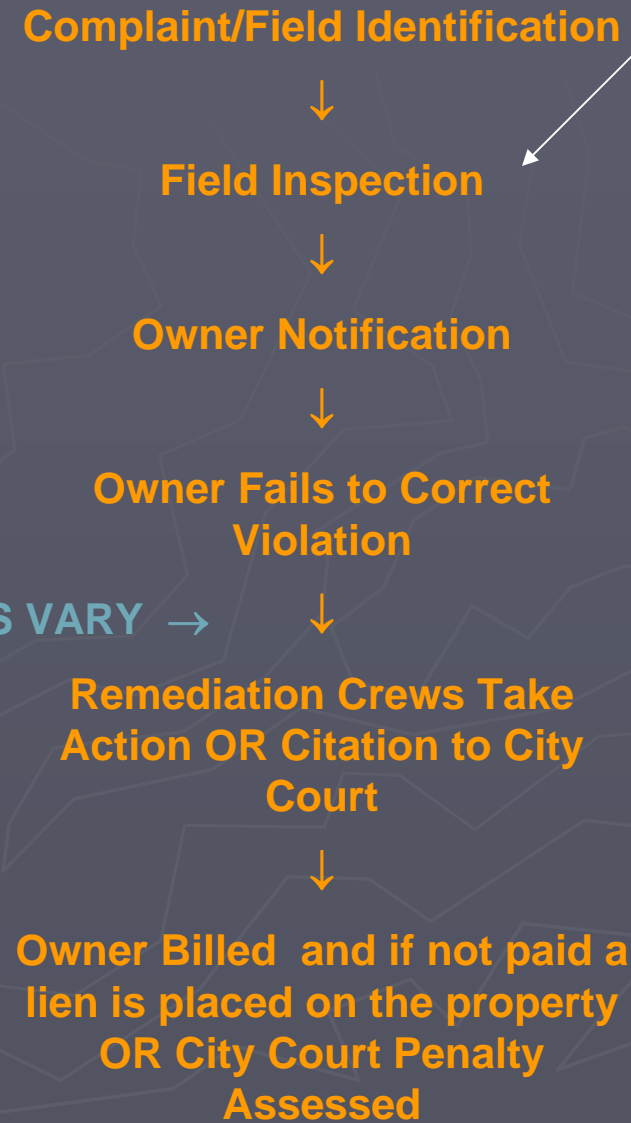 Complaint/Field Identification
↓
Field Inspection
↓
Owner Notification
↓
Owner Fails to Correct
Violation
VARY → ↓
Remediation Crews Take
Action OR Citation to City
Court
↓
Owner Billed and if not paid a
lien is placed on the property
OR City Court Penalty
Assessed